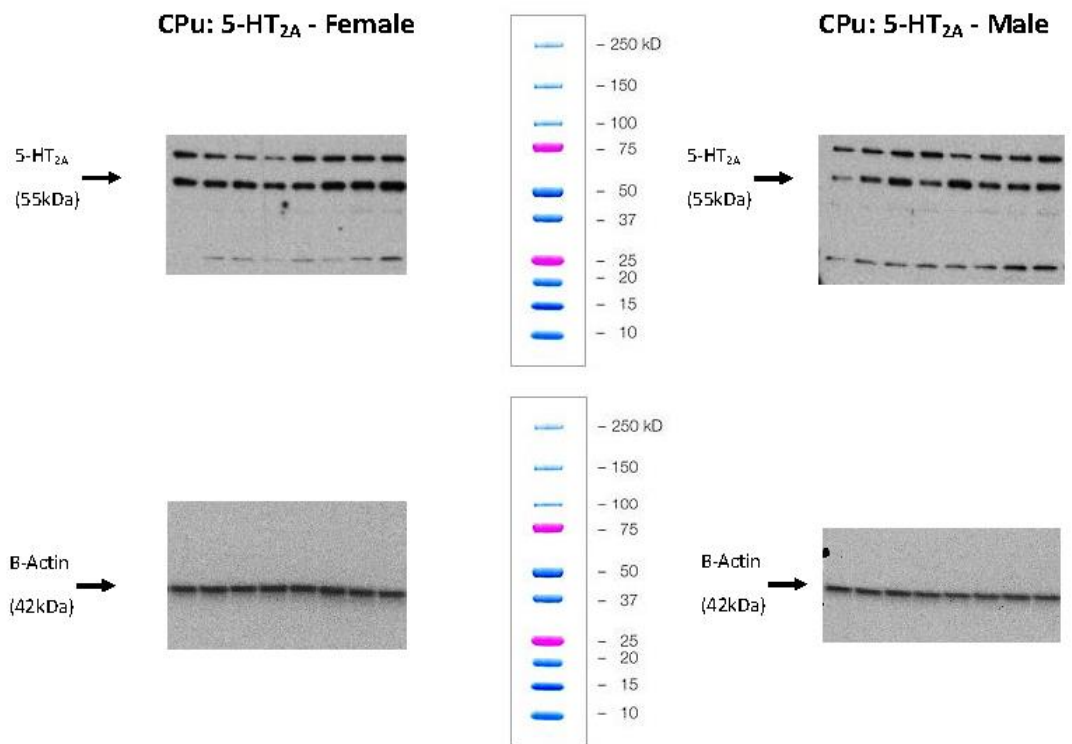 CPu: 5-HT2A - Female
CPu: 5-HT2A - Male
5-HT2A
(55kDa}
– 250 kD
– 150
– 100
– 75
– 50
– 37
– 25
– 20
– 15
– 10
5-HT2A
(55kDa}
B-Actin
(42kDa}
– 250 kD
– 150
– 100
– 75
– 50
– 37
– 25
– 20
– 15
– 10
B-Actin
(42kDa}